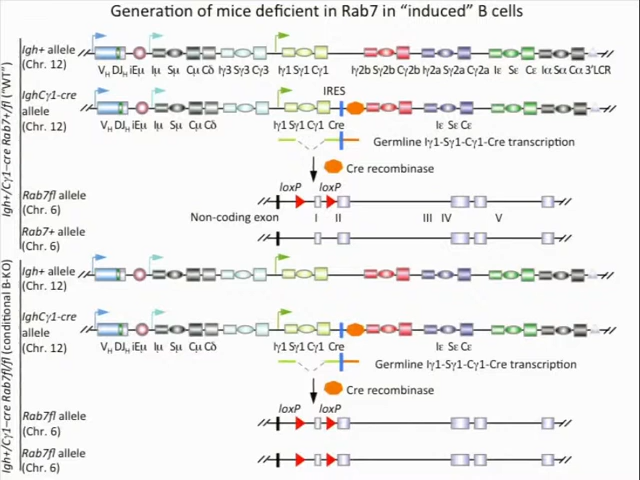 Generation of mice deficient in Rab7 in “induced” B cells
Igh+/Cγ1–cre Rab7+/fl (“WT”)
Igh+ allele
(Chr. 12)
VH DJH iEμ Iμ Sμ Cμ Cδ Iγ3 Sγ3 Cγ3 Iγ1 Sγ1 Cγ1 Iγ2b Sγ2b Cγ2b Iγ2a Sγ2a Cγ2a Iε Sε Cε Iα Sα Cα 3’LCR
IRES
IghCγ1-cre
allele
(Chr. 12)
VH DJH iEμ Iμ Sμ Cμ Cδ Iγ1 Sγ1 Cγ1 Cre Iε Sε Cε
Germline Iγ1-Sγ1-Cγ1-Cre transcription
Cre recombinase
loxP loxP
Rab7fl allele
(Chr. 6)
Non-coding exon I II III IV V
Rab7+ allele
(Chr. 6)
Igh+/Cγ1–cre Rab7fl/fl (conditional B-KO)
Igh+ allele
(Chr. 12)
IghCγ1-cre
allele
(Chr. 12)
VH DJH iEμ Iμ Sμ Cμ Cδ Iγ1 Sγ1 Cγ1 Cre Iε Sε Cε
Germline Iγ1-Sγ1-Cγ1-Cre transcription
Cre recombinase
loxP loxP
Rab7fl allele
(Chr. 6)
Rab7fl allele
(Chr. 6)